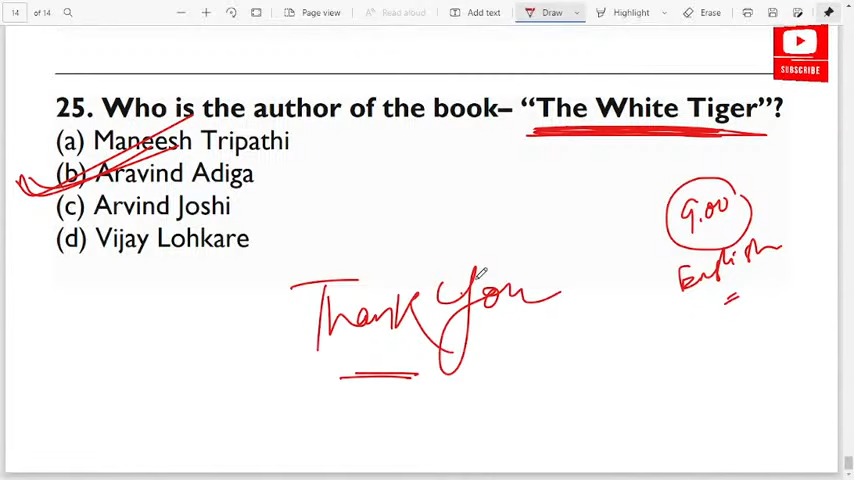 14 of 14 Page view Read aloud Add text Draw Highlight Erase
SUBSCRIBE
25. Who is the author of the book– “The White Tiger”?
(a) Maneesh Tripathi
(b) Aravind Adiga
(c) Arvind Joshi
(d) Vijay Lohkare
9.00
English
Thank You